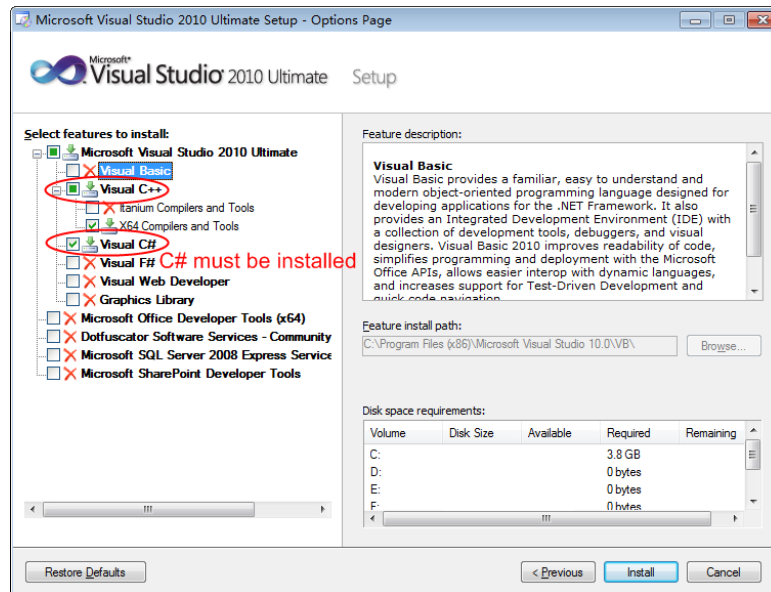 Microsoft Visual Studio 2010 Ultimate Setup - Options Page
Microsoft®
Visual Studio 2010 Ultimate Setup
Select features to install:
Microsoft Visual Studio 2010 Ultimate
Visual Basic
Visual C++
Itanium Compilers and Tools
X64 Compilers and Tools
Visual C#
Visual F#
C# must be installed
Visual Web Developer
Graphics Library
Microsoft Office Developer Tools (x64)
Dotfuscator Software Services - Community
Microsoft SQL Server 2008 Express Service
Microsoft SharePoint Developer Tools
Feature description:
Visual Basic
Visual Basic provides a familiar, easy to understand and
modern object-oriented programming language designed for
developing applications for the .NET Framework. It also
provides an Integrated Development Environment (IDE) with
a collection of development tools, debuggers, and visual
designers. Visual Basic 2010 improves readability of code,
simplifies programming and deployment with the Microsoft
Office APIs, allows easier interop with dynamic languages,
and increases support for Test-Driven Development and
quick code navigation
Feature install path:
C:\Program Files (x86)\Microsoft Visual Studio 10.0\VB\
Browse...
Disk space requirements:
Volume Disk Size Available Required Remaining
C: 3.8 GB
D: 0 bytes
E: 0 bytes
F: 0 bytes
Restore Defaults
< Previous
Install
Cancel